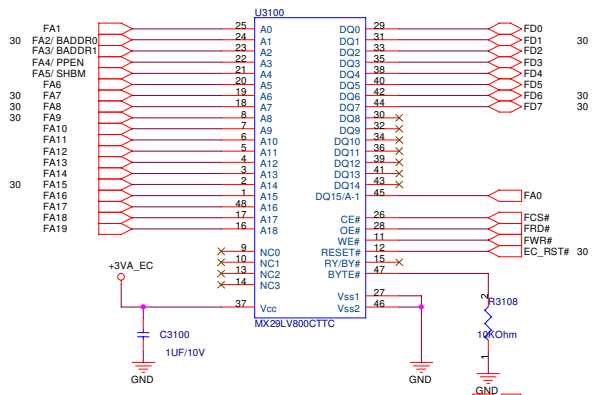 U3100
FA1 25 A0 DQ0 29 FD0
30 FA2/ BADDR0 24 A1 DQ1 31 FD1 30
FA3/ BADDR1 23 A2 DQ2 33 FD2
FA4/ PPEN 22 A3 DQ3 35 FD3
FA5/ SHBM 21 A4 DQ4 38 FD4
FA6 20 A5 DQ5 40 FD5
30 FA7 19 A6 DQ6 42 FD6 30
30 FA8 18 A7 DQ7 44 FD7 30
30 FA9 8 A8 DQ8 30
FA10 7 A9 DQ9 32
FA11 6 A10 DQ10 34
FA12 5 A11 DQ11 36
FA13 4 A12 DQ12 39
FA14 3 A13 DQ13 41
30 FA15 2 A14 DQ14 43
FA16 1 A15 DQ15/A-1 45 FA0
FA17 48 A16
FA18 17 A17 CE# 26 FCS#
FA19 16 A18 OE# 28 FRD#
WE# 11 FWR#
9 NC0 RESET# 12 EC_RST# 30
10 NC1 RY/BY# 15
+3VA_EC 13 NC2 BYTE# 47
14 NC3
Vss1 27
37 Vcc Vss2 46
2 R3108
MX29LV800CTTC
C3100 10KOhm
1UF/10V 1
GND GND GND